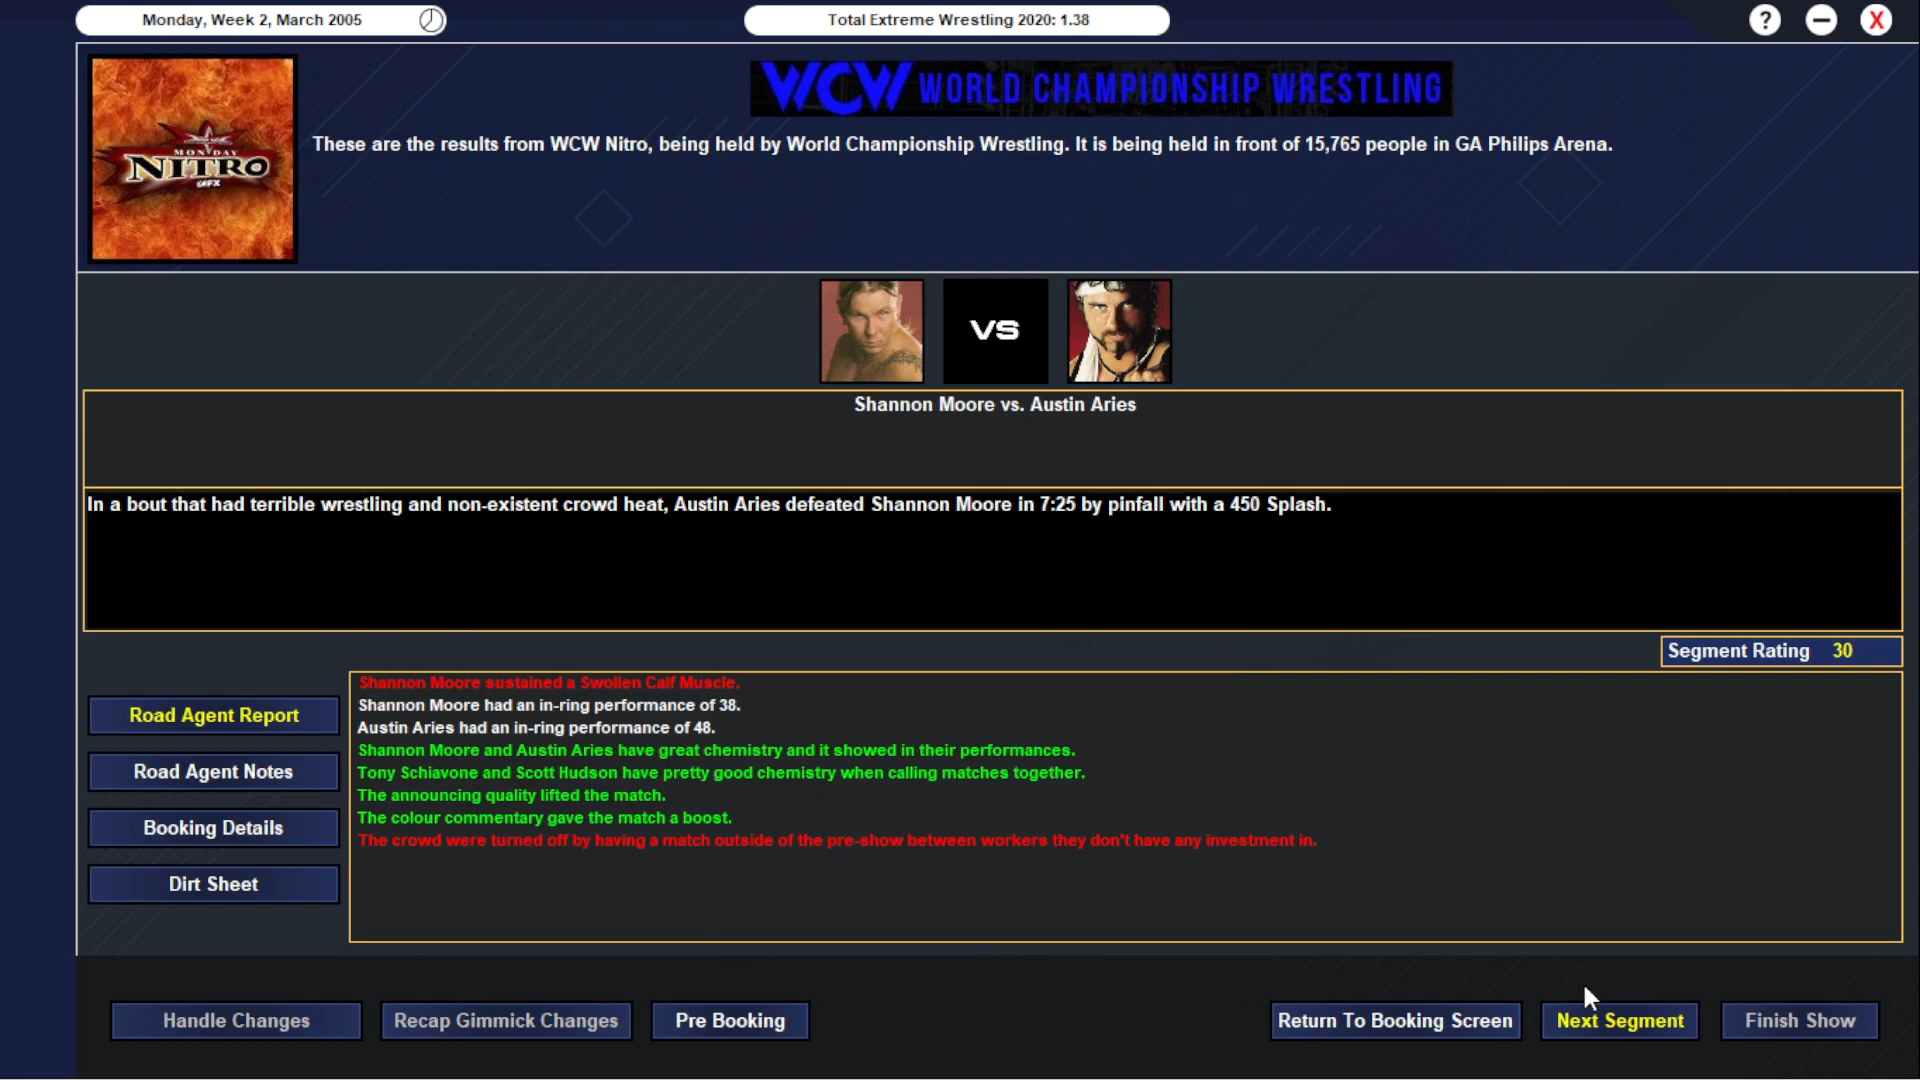 Monday, Week 2, March 2005
Total Extreme Wrestling 2020: 1.38
?
X
MONDAY
NITRO
WCW WORLD CHAMPIONSHIP WRESTLING
These are the results from WCW Nitro, being held by World Championship Wrestling. It is being held in front of 15,765 people in GA Philips Arena.
VS
Shannon Moore vs. Austin Aries
In a bout that had terrible wrestling and non-existent crowd heat, Austin Aries defeated Shannon Moore in 7:25 by pinfall with a 450 Splash.
Segment Rating 30
Road Agent Report
Road Agent Notes
Booking Details
Dirt Sheet
Shannon Moore sustained a Swollen Calf Muscle.
Shannon Moore had an in-ring performance of 38.
Austin Aries had an in-ring performance of 48.
Shannon Moore and Austin Aries have great chemistry and it showed in their performances.
Tony Schiavone and Scott Hudson have pretty good chemistry when calling matches together.
The announcing quality lifted the match.
The colour commentary gave the match a boost.
The crowd were turned off by having a match outside of the pre-show between workers they don't have any investment in.
Handle Changes
Recap Gimmick Changes
Pre Booking
Return To Booking Screen
Next Segment
Finish Show